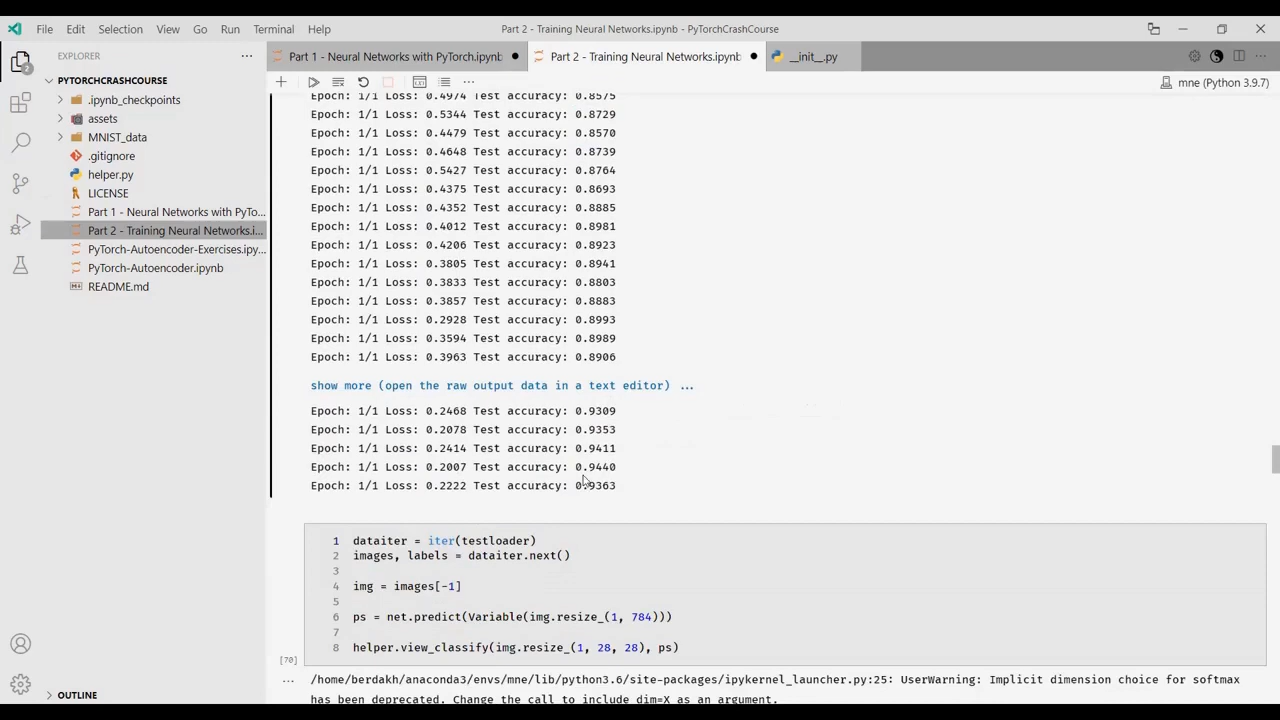 File Edit Selection View Go Run Terminal Help
Part 2 - Training Neural Networks.ipynb - PyTorchCrashCourse
EXPLORER
Part 1 - Neural Networks with PyTorch.ipynb
Part 2 - Training Neural Networks.ipynb
__init__.py
2
PYTORCHCRASHCOURSE
.ipynb_checkpoints
assets
MNIST_data
.gitignore
helper.py
LICENSE
Part 1 - Neural Networks with PyTo...
Part 2 - Training Neural Networks.i...
PyTorch-Autoencoder-Exercises.ipy...
PyTorch-Autoencoder.ipynb
README.md
OUTLINE
mne (Python 3.9.7)
Epoch: 1/1 Loss: 0.4974 Test accuracy: 0.8575
Epoch: 1/1 Loss: 0.5344 Test accuracy: 0.8729
Epoch: 1/1 Loss: 0.4479 Test accuracy: 0.8570
Epoch: 1/1 Loss: 0.4648 Test accuracy: 0.8739
Epoch: 1/1 Loss: 0.5427 Test accuracy: 0.8764
Epoch: 1/1 Loss: 0.4375 Test accuracy: 0.8693
Epoch: 1/1 Loss: 0.4352 Test accuracy: 0.8885
Epoch: 1/1 Loss: 0.4012 Test accuracy: 0.8981
Epoch: 1/1 Loss: 0.4206 Test accuracy: 0.8923
Epoch: 1/1 Loss: 0.3805 Test accuracy: 0.8941
Epoch: 1/1 Loss: 0.3833 Test accuracy: 0.8803
Epoch: 1/1 Loss: 0.3857 Test accuracy: 0.8883
Epoch: 1/1 Loss: 0.2928 Test accuracy: 0.8993
Epoch: 1/1 Loss: 0.3594 Test accuracy: 0.8989
Epoch: 1/1 Loss: 0.3963 Test accuracy: 0.8906
show more (open the raw output data in a text editor) ...
Epoch: 1/1 Loss: 0.2468 Test accuracy: 0.9309
Epoch: 1/1 Loss: 0.2078 Test accuracy: 0.9353
Epoch: 1/1 Loss: 0.2414 Test accuracy: 0.9411
Epoch: 1/1 Loss: 0.2007 Test accuracy: 0.9440
Epoch: 1/1 Loss: 0.2222 Test accuracy: 0.9363
1 dataiter = iter(testloader)
2 images, labels = dataiter.next()
3
4 img = images[-1]
5
6 ps = net.predict(Variable(img.resize_(1, 784)))
7
8 helper.view_classify(img.resize_(1, 28, 28), ps)
[70]
... /home/berdakh/anaconda3/envs/mne/lib/python3.6/site-packages/ipykernel_launcher.py:25: UserWarning: Implicit dimension choice for softmax
has been deprecated. Change the call to include dim=X as an argument.